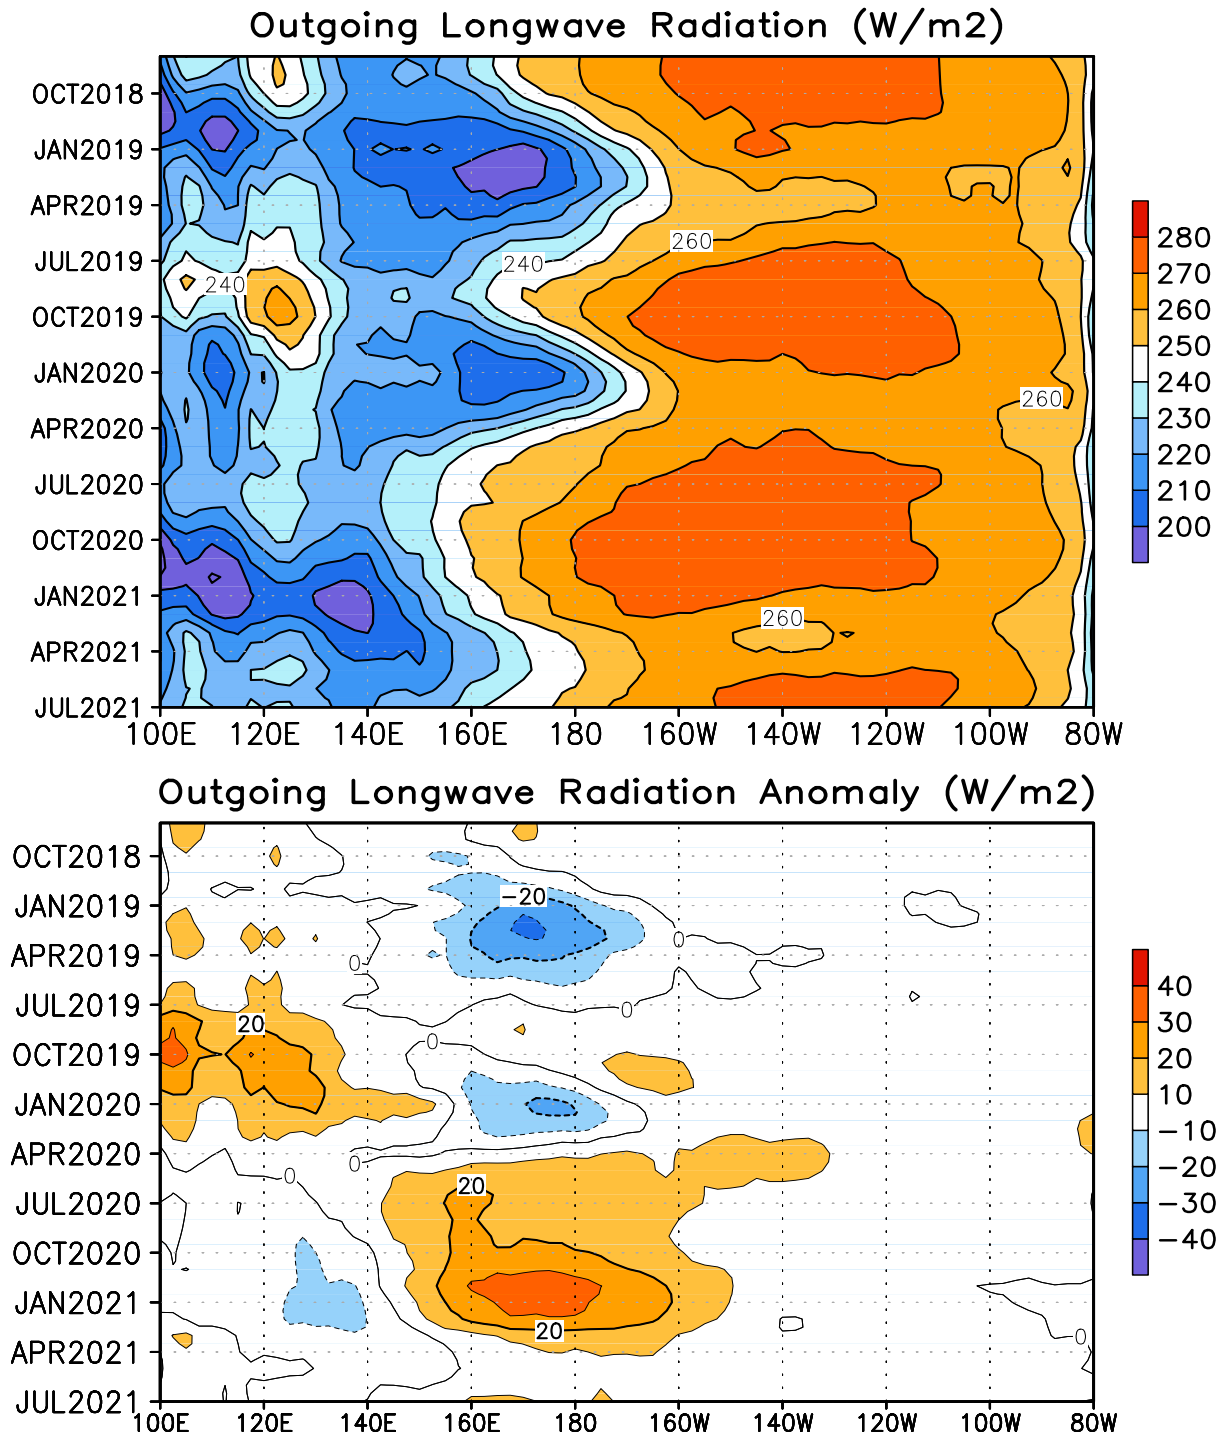 Outgoing Longwave Radiation (W/m2)
OCT2018
JAN2019
APR2019
JUL2019
OCT2019
JAN2020
APR2020
JUL2020
OCT2020
JAN2021
APR2021
JUL2021
260
240
240
260
260
100E 120E 140E 160E 180 160W 140W 120W 100W 80W
280
270
260
250
240
230
220
210
200
Outgoing Longwave Radiation Anomaly (W/m2)
OCT2018
JAN2019
APR2019
JUL2019
OCT2019
JAN2020
APR2020
JUL2020
OCT2020
JAN2021
APR2021
JUL2021
-20
0
0
0
20
0
0
0
20
20
0
100E 120E 140E 160E 180 160W 140W 120W 100W 80W
40
30
20
10
-10
-20
-30
-40